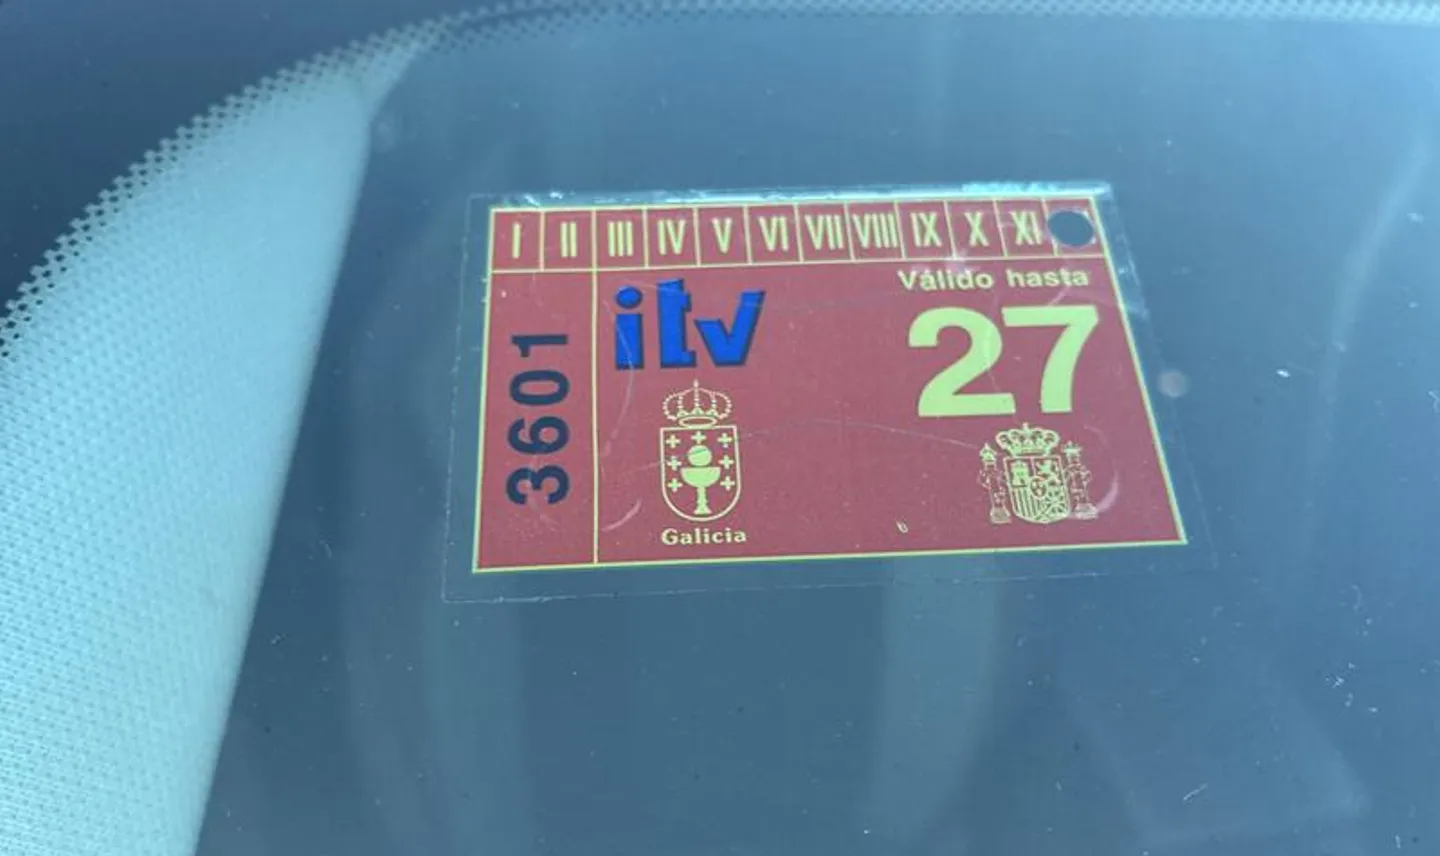 I II III IV V VI VII VIII IX X XI
Válido hasta
itv
27
3601
Galicia